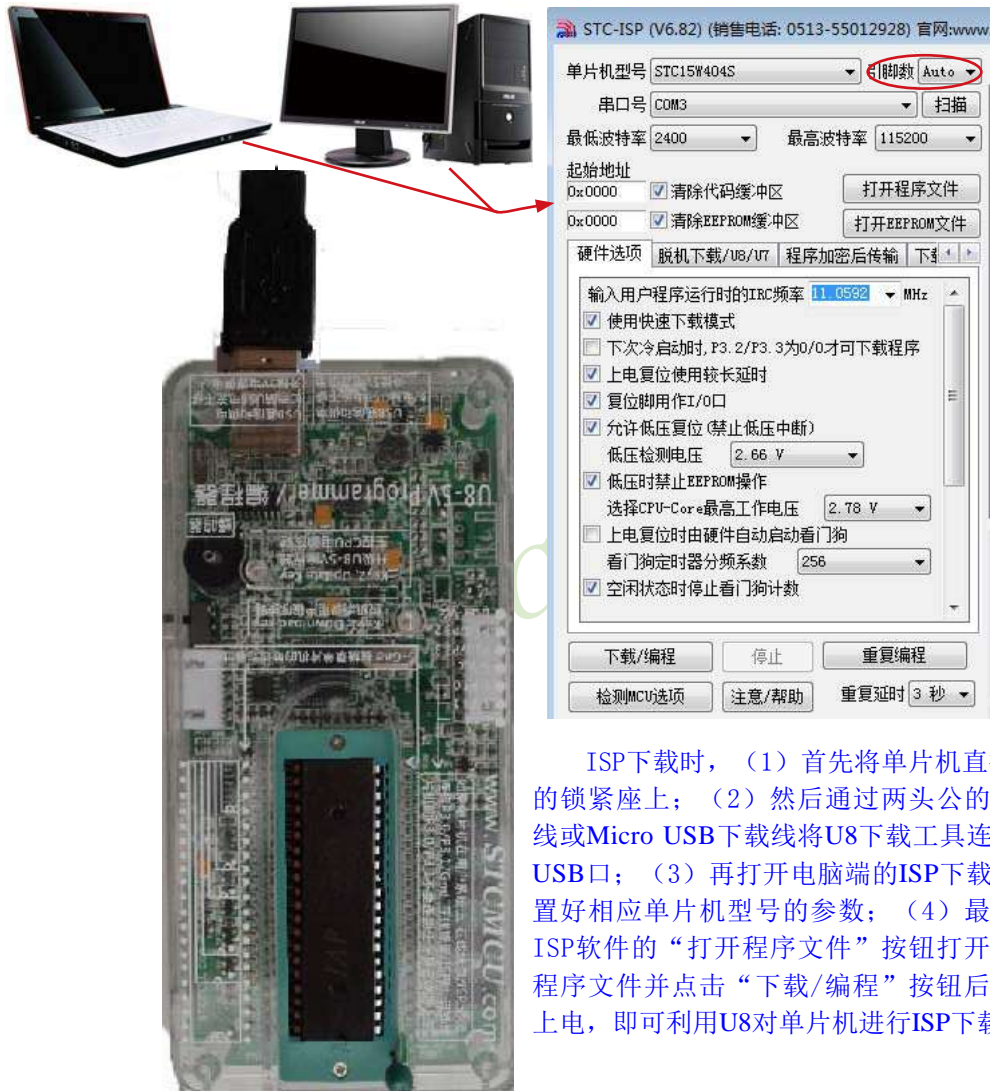 STC-ISP (V6.82) (销售电话: 0513-55012928) 官网:www
单片机型号 STC15W404S 引脚数 Auto
串口号 COM3 扫描
最低波特率 2400 最高波特率 115200
起始地址
0x0000 清除代码缓冲区 打开程序文件
0x0000 清除EEPROM缓冲区 打开EEPROM文件
硬件选项 脱机下载/U8/U7 程序加密后传输
输入用户程序运行时的IRC频率 11.0592 MHz
使用快速下载模式
下次冷启动时,P3.2/P3.3为0/0才可下载程序
上电复位使用较长延时
复位脚用作I/O口
允许低压复位(禁止低压中断)
低压检测电压 2.66 V
低压时禁止EEPROM操作
选择CPU-Core最高工作电压 2.78 V
上电复位时由硬件自动启动看门狗
看门狗定时器分频系数 256
空闲状态时停止看门狗计数
下载/编程 停止 重复编程
检测MCU选项 注意/帮助 重复延时 3 秒
U8-5V Programmer/编程器
www.STCMCU.com
ISP下载时，（1）首先将单片机直
的锁紧座上；（2）然后通过两头公的
线或Micro USB下载线将U8下载工具连
USB口；（3）再打开电脑端的ISP下载
置好相应单片机型号的参数；（4）最
ISP软件的“打开程序文件”按钮打开
程序文件并点击“下载/编程”按钮后
上电，即可利用U8对单片机进行ISP下载